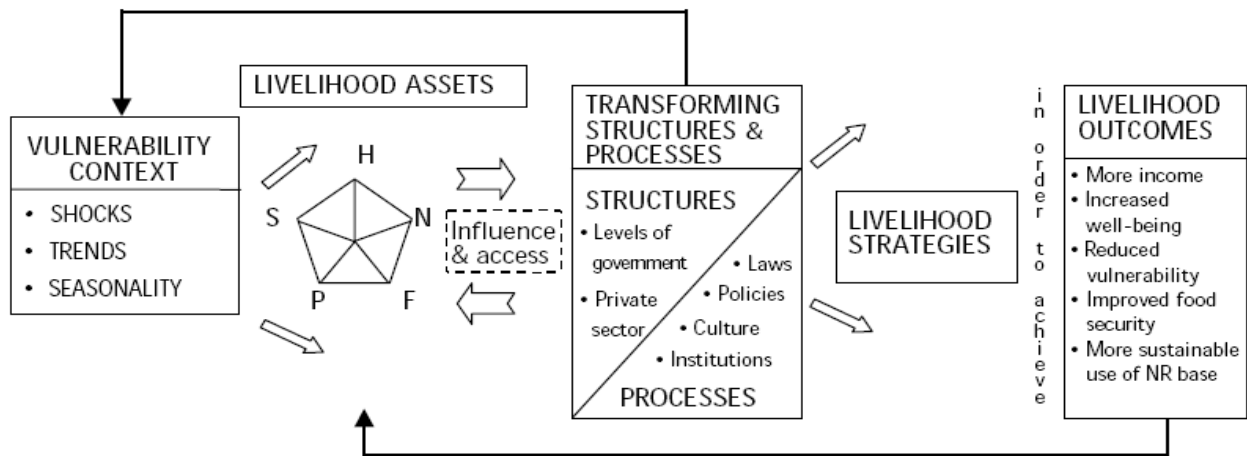 LIVELIHOOD ASSETS
VULNERABILITY
CONTEXT
• SHOCKS
• TRENDS
• SEASONALITY
H
S
N
P
F
Influence
& access
TRANSFORMING
STRUCTURES &
PROCESSES
STRUCTURES
• Levels of
government
• Private
sector
• Laws
• Policies
• Culture
• Institutions
PROCESSES
LIVELIHOOD
STRATEGIES
in order to achieve
LIVELIHOOD
OUTCOMES
• More income
• Increased
well-being
• Reduced
vulnerability
• Improved food
security
• More sustainable
use of NR base